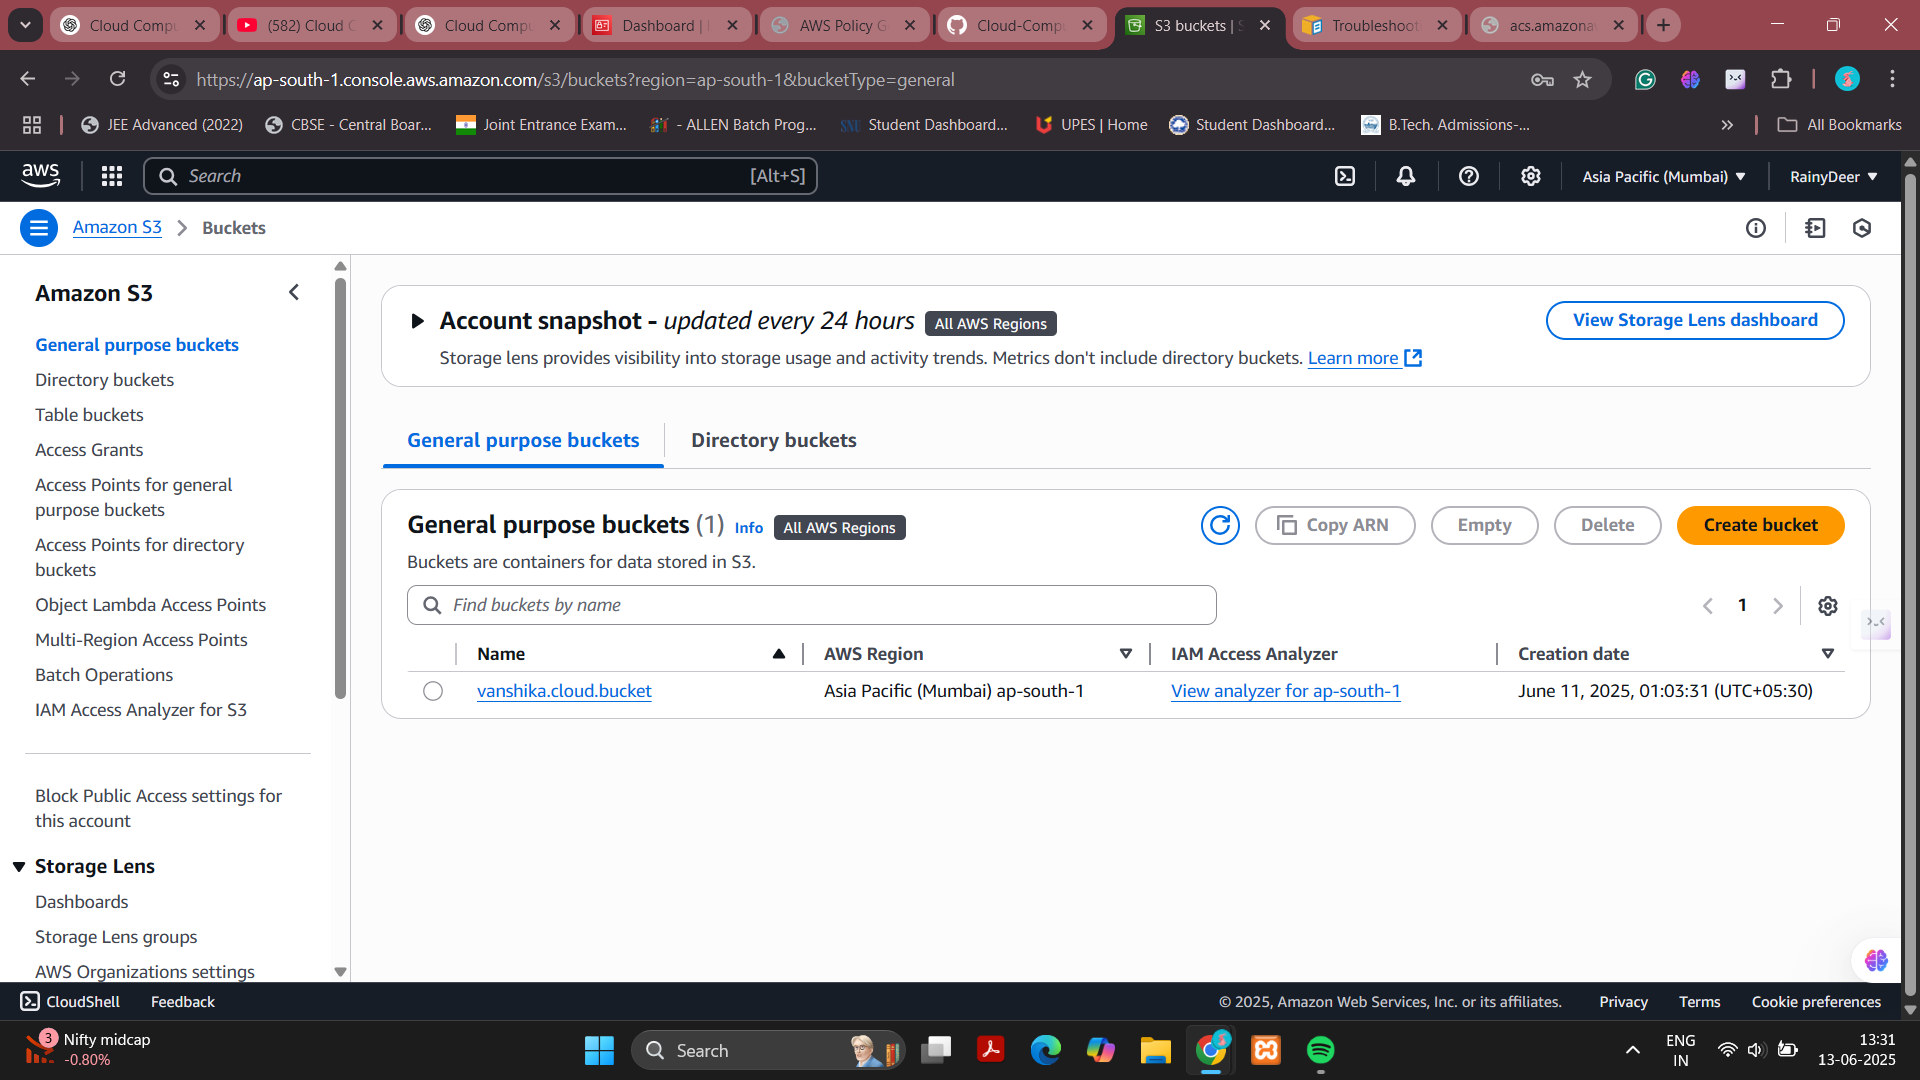 Cloud Comp
(582) Cloud C
Cloud Comp
Dashboard |
AWS Policy G
Cloud-Comp
S3 buckets | S
Troubleshoot
acs.amazona
https://ap-south-1.console.aws.amazon.com/s3/buckets?region=ap-south-1&bucketType=general
JEE Advanced (2022)
CBSE - Central Boar...
Joint Entrance Exam...
- ALLEN Batch Prog...
SNU
Student Dashboard...
UPES | Home
Student Dashboard...
B.Tech. Admissions-...
All Bookmarks
aws
Search
[Alt+S]
Asia Pacific (Mumbai)
RainyDeer
Amazon S3
Buckets
Amazon S3
General purpose buckets
Directory buckets
Table buckets
Access Grants
Access Points for general
purpose buckets
Access Points for directory
buckets
Object Lambda Access Points
Multi-Region Access Points
Batch Operations
IAM Access Analyzer for S3
Block Public Access settings for
this account
Storage Lens
Dashboards
Storage Lens groups
AWS Organizations settings
Account snapshot - updated every 24 hours
All AWS Regions
View Storage Lens dashboard
Storage lens provides visibility into storage usage and activity trends. Metrics don't include directory buckets. Learn more
General purpose buckets
Directory buckets
General purpose buckets (1)
Info
All AWS Regions
Copy ARN
Empty
Delete
Create bucket
Buckets are containers for data stored in S3.
Find buckets by name
1
Name
AWS Region
IAM Access Analyzer
Creation date
vanshika.cloud.bucket
Asia Pacific (Mumbai) ap-south-1
View analyzer for ap-south-1
June 11, 2025, 01:03:31 (UTC+05:30)
CloudShell
Feedback
© 2025, Amazon Web Services, Inc. or its affiliates.
Privacy
Terms
Cookie preferences
3
Nifty midcap
-0.80%
Search
ENG
IN
13:31
13-06-2025